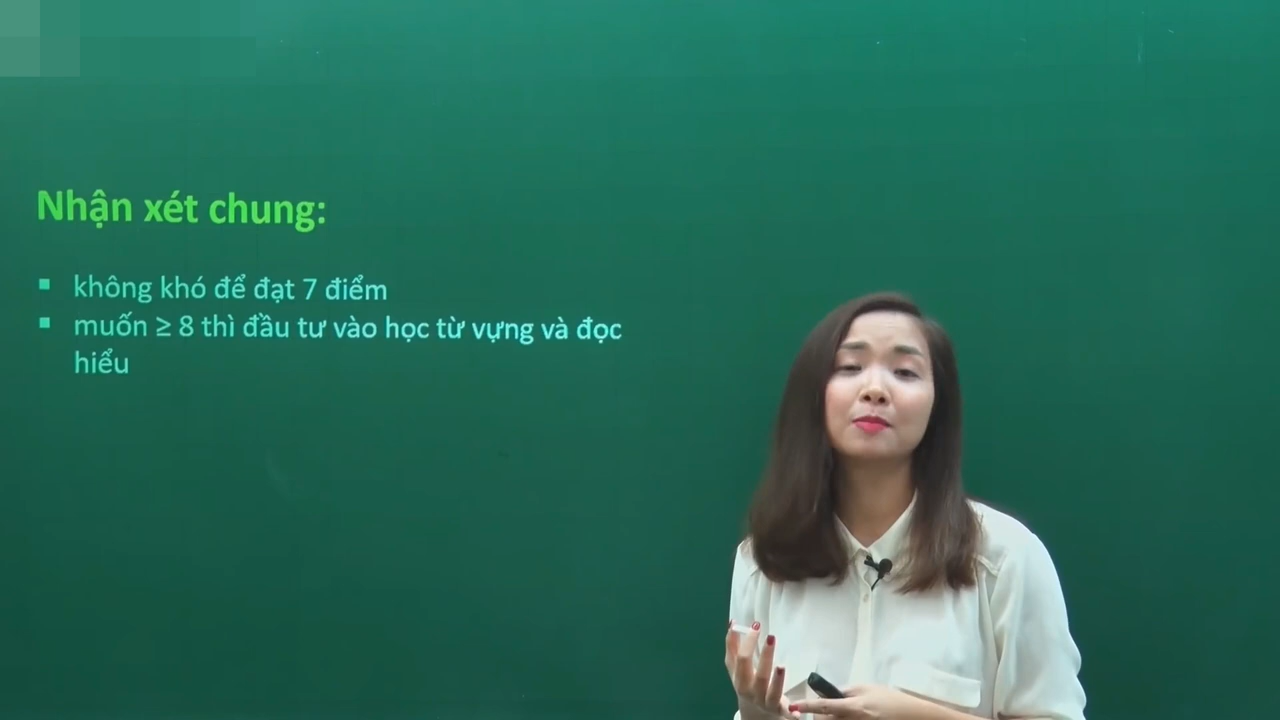 Nhận xét chung:
không khó để đạt 7 điểm
muốn ≥ 8 thì đầu tư vào học từ vựng và đọc
hiểu